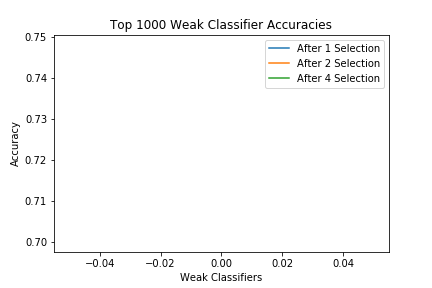 Top 1000 Weak Classifier Accuracies
0.75
0.74
0.73
0.72
0.71
0.70
Accuracy
After 1 Selection
After 2 Selection
After 4 Selection
−0.04 −0.02 0.00 0.02 0.04
Weak Classifiers